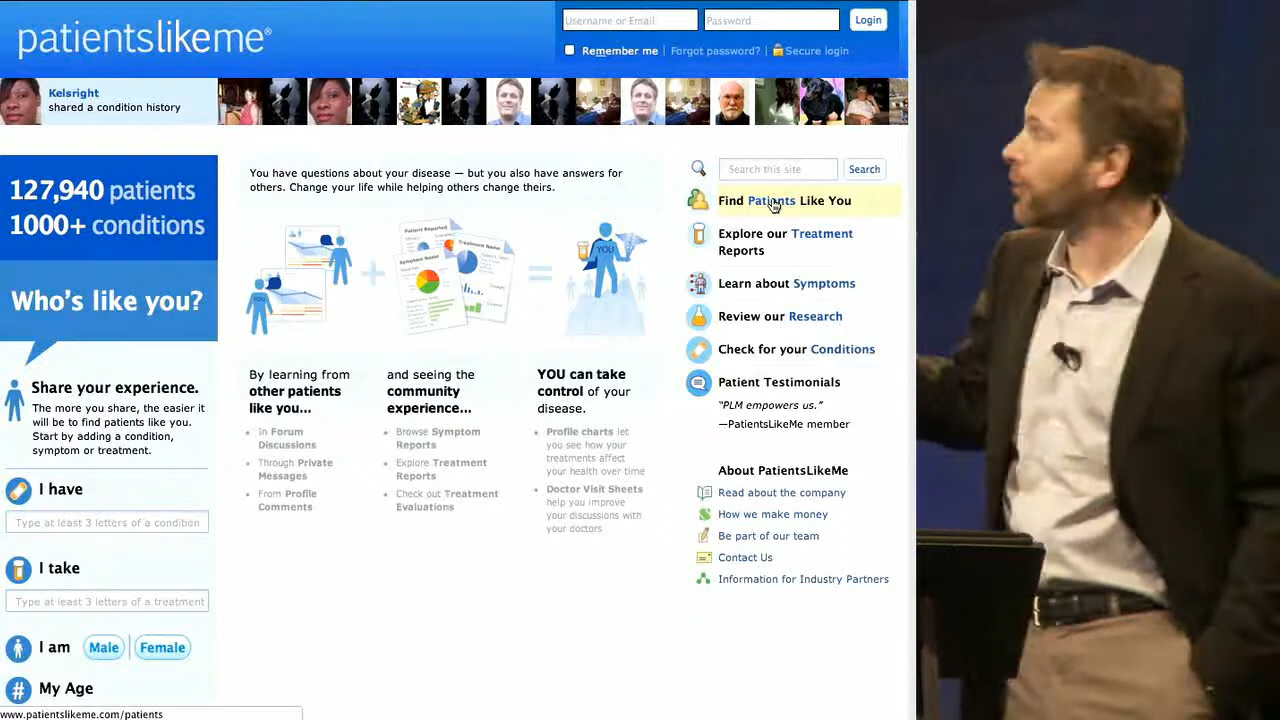 patientslikeme®
Username or Email
Password
Login
Remember me | Forgot password? | Secure login
Kelsright
shared a condition history
127,940 patients
1000+ conditions
Who's like you?
Share your experience.
The more you share, the easier it
will be to find patients like you.
Start by adding a condition,
symptom or treatment.
I have
Type at least 3 letters of a condition
I take
Type at least 3 letters of a treatment
I am Male | Female
My Age
www.patientslikeme.com/patients
You have questions about your disease — but you also have answers for
others. Change your life while helping others change theirs.
YOU
Patient Reported
Symptom Name
Treatment Name
+
=
YOU
By learning from
other patients
like you...
• In Forum
Discussions
• Through Private
Messages
• From Profile
Comments
and seeing the
community
experience...
• Browse Symptom
Reports
• Explore Treatment
Reports
• Check out Treatment
Evaluations
YOU can take
control of your
disease.
• Profile charts let
you see how your
treatments affect
your health over time
• Doctor Visit Sheets
help you improve
your discussions with
your doctors
Search this site
Search
Find Patients Like You
Explore our Treatment
Reports
Learn about Symptoms
Review our Research
Check for your Conditions
Patient Testimonials
"PLM empowers us."
—PatientsLikeMe member
About PatientsLikeMe
Read about the company
How we make money
Be part of our team
Contact Us
Information for Industry Partners